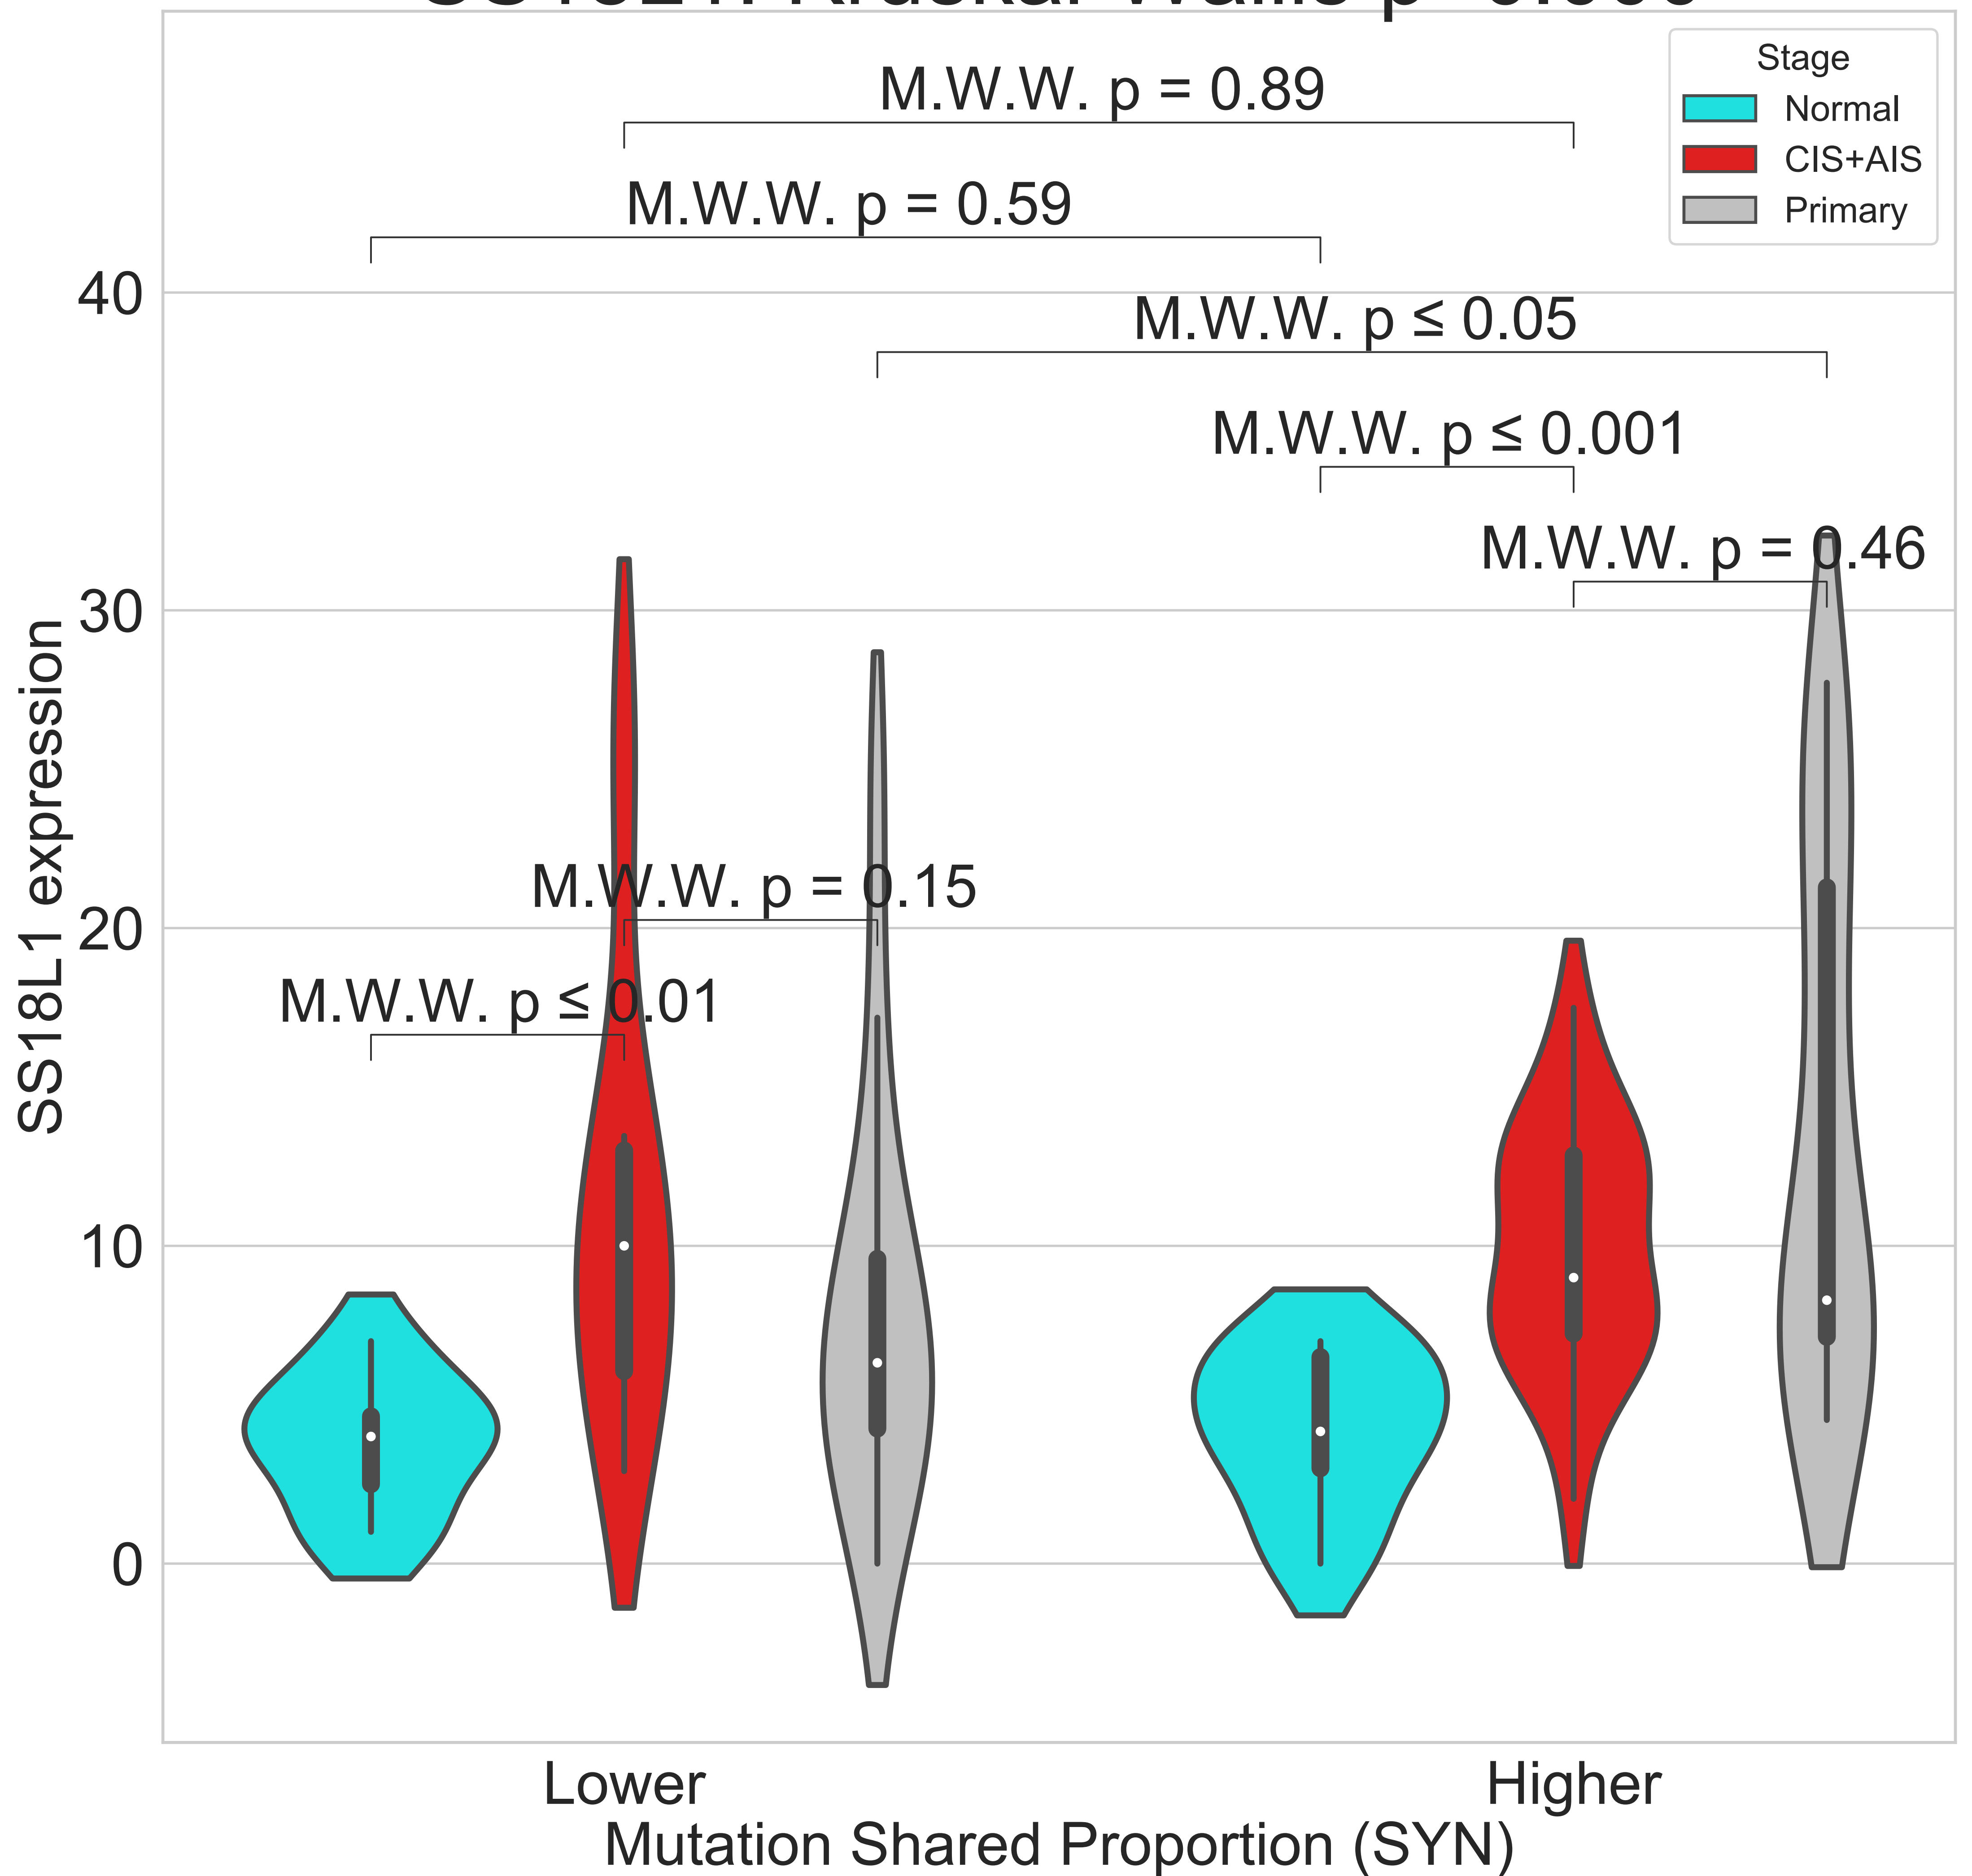 Stage
Normal
CIS+AIS
Primary
M.W.W. p = 0.89
M.W.W. p = 0.59
M.W.W. p ≤ 0.05
M.W.W. p ≤ 0.001
M.W.W. p = 0.46
M.W.W. p = 0.15
M.W.W. p ≤ 0.01
40
30
20
10
0
SS18L1 expression
Lower
Higher
Mutation Shared Proportion (SYN)